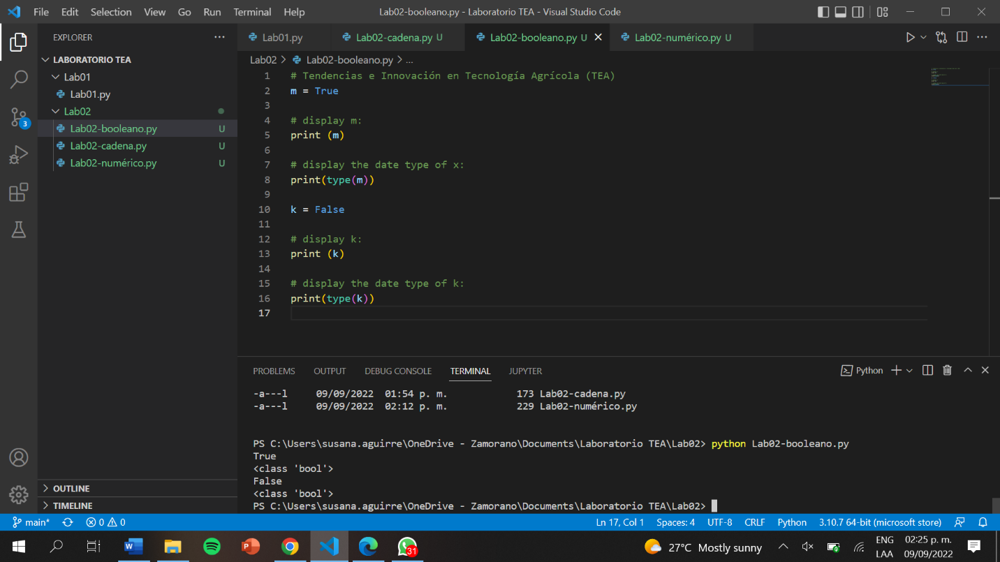 File Edit Selection View Go Run Terminal Help
Lab02-booleano.py - Laboratorio TEA - Visual Studio Code
EXPLORER
LABORATORIO TEA
Lab01
Lab01.py
Lab02
Lab02-booleano.py U
Lab02-cadena.py U
Lab02-numérico.py U
OUTLINE
TIMELINE
3
Lab01.py Lab02-cadena.py U Lab02-booleano.py U Lab02-numérico.py U
Lab02 > Lab02-booleano.py > ...
1 # Tendencias e Innovación en Tecnología Agrícola (TEA)
2 m = True
3
4 # display m:
5 print (m)
6
7 # display the date type of x:
8 print(type(m))
9
10 k = False
11
12 # display k:
13 print (k)
14
15 # display the date type of k:
16 print(type(k))
17
PROBLEMS OUTPUT DEBUG CONSOLE TERMINAL JUPYTER
Python
-a---l 09/09/2022 01:54 p. m. 173 Lab02-cadena.py
-a---l 09/09/2022 02:12 p. m. 229 Lab02-numérico.py
PS C:\Users\susana.aguirre\OneDrive - Zamorano\Documents\Laboratorio TEA\Lab02> python Lab02-booleano.py
True
<class 'bool'>
False
<class 'bool'>
PS C:\Users\susana.aguirre\OneDrive - Zamorano\Documents\Laboratorio TEA\Lab02>
main* 0 0 Ln 17, Col 1 Spaces: 4 UTF-8 CRLF Python 3.10.7 64-bit (microsoft store)
W P 31 27°C Mostly sunny
ENG 02:25 p. m.
LAA 09/09/2022